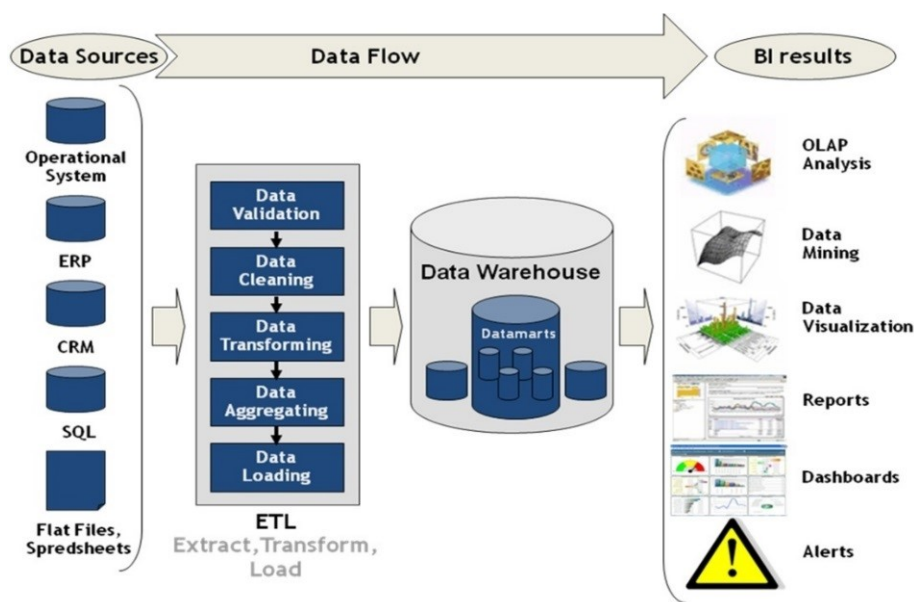 Data Sources
Data Flow
BI results
Operational
System
ERP
CRM
SQL
Flat Files,
Spredsheets
Data
Validation
Data
Cleaning
Data
Transforming
Data
Aggregating
Data
Loading
ETL
Extract,Transform,
Load
Data Warehouse
Datamarts
OLAP
Analysis
Data
Mining
Data
Visualization
Reports
Dashboards
Alerts